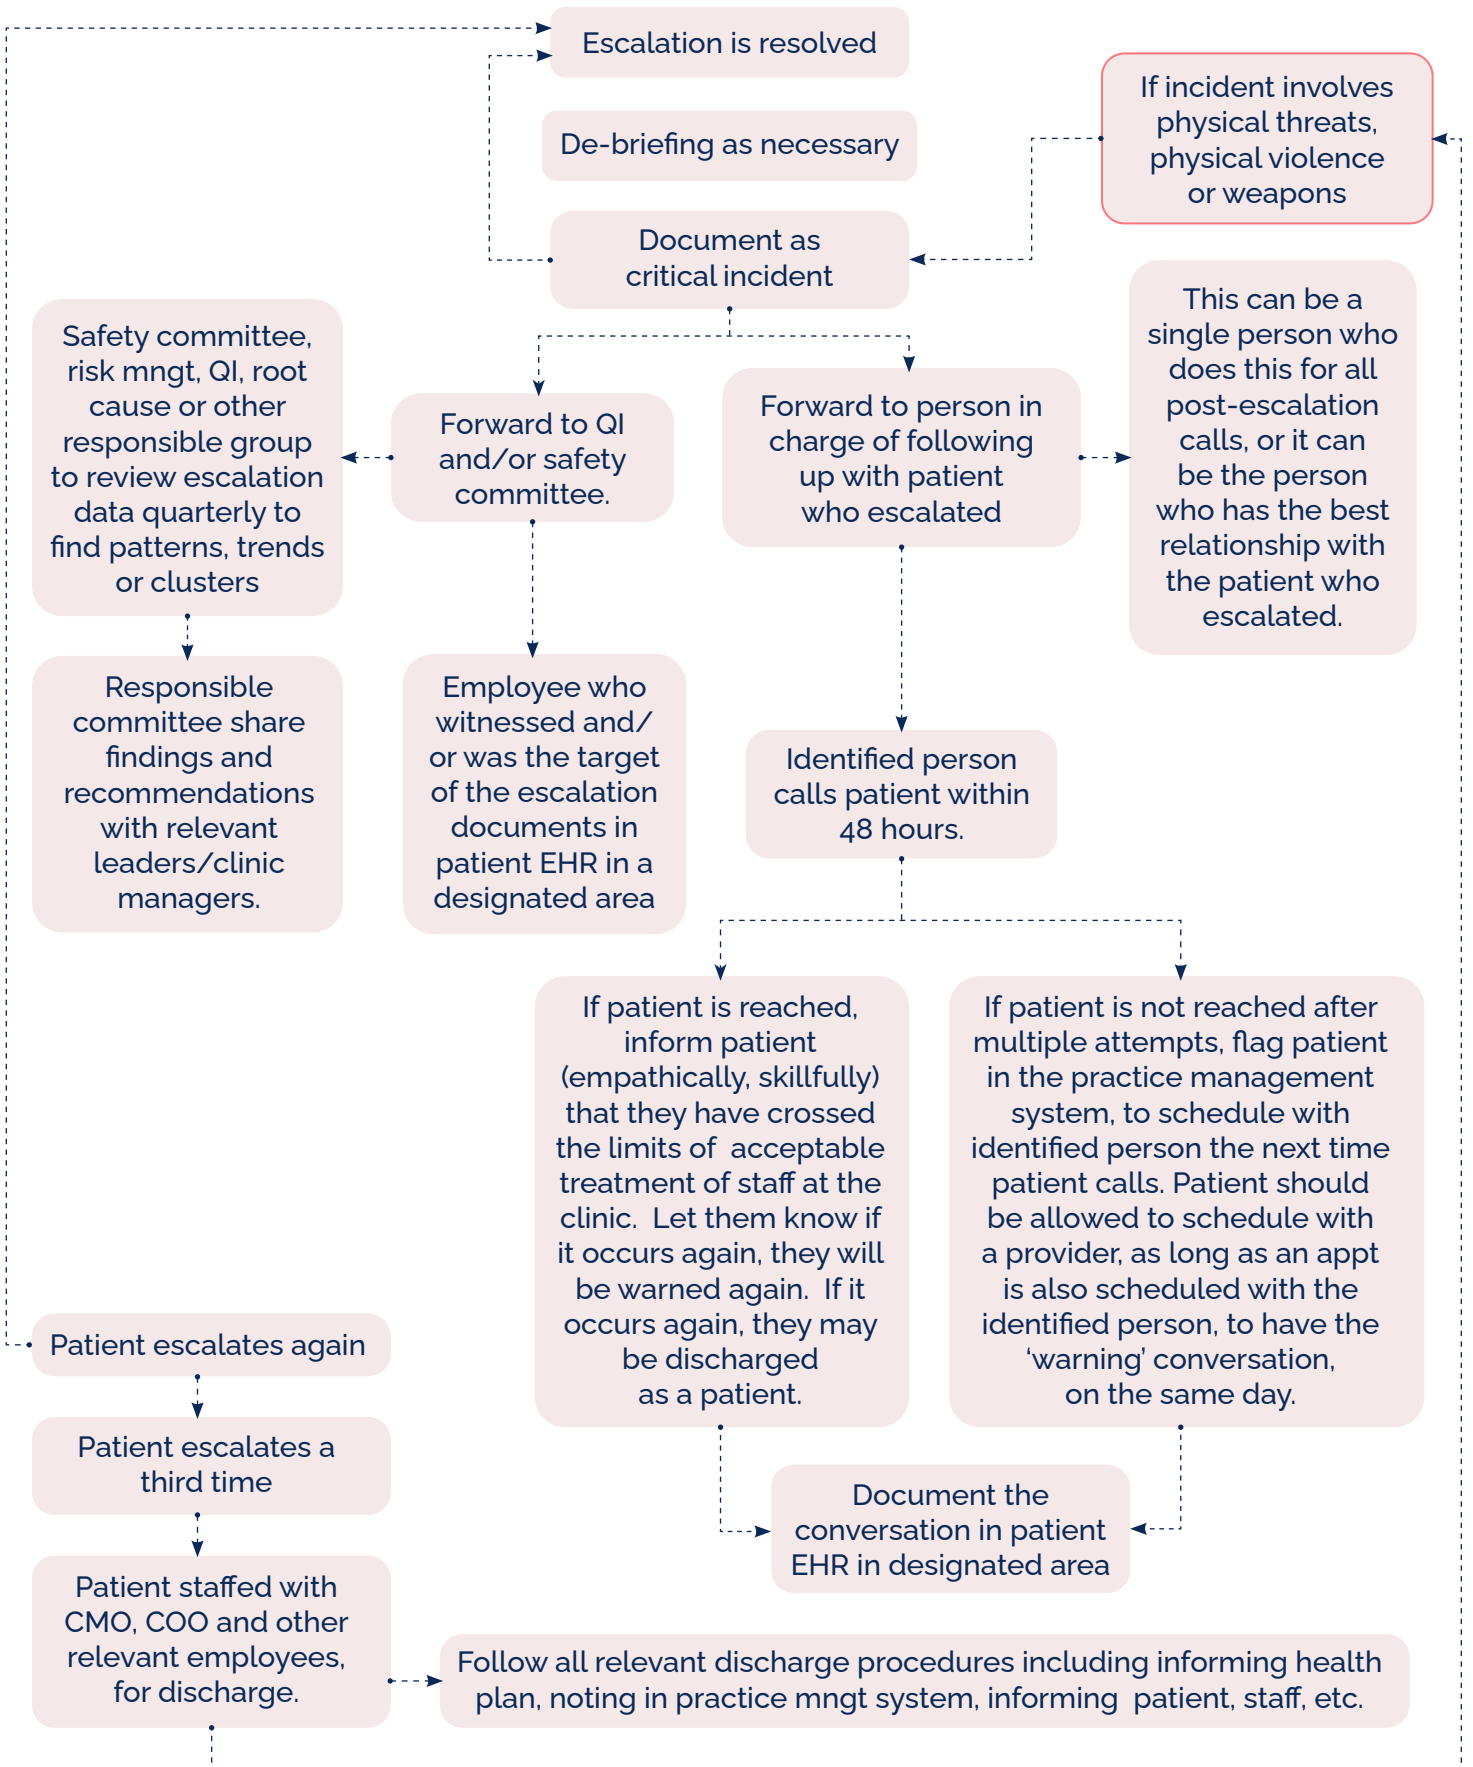 Escalation is resolved
De-briefing as necessary
If incident involves
physical threats,
physical violence
or weapons
Document as
critical incident
Safety committee,
risk mngt, QI, root
cause or other
responsible group
to review escalation
data quarterly to
find patterns, trends
or clusters
Forward to QI
and/or safety
committee.
Forward to person in
charge of following
up with patient
who escalated
This can be a
single person who
does this for all
post-escalation
calls, or it can
be the person
who has the best
relationship with
the patient who
escalated.
Responsible
committee share
findings and
recommendations
with relevant
leaders/clinic
managers.
Employee who
witnessed and/
or was the target
of the escalation
documents in
patient EHR in a
designated area
Identified person
calls patient within
48 hours.
If patient is reached,
inform patient
(empathically, skillfully)
that they have crossed
the limits of  acceptable
treatment of staff at the
clinic.  Let them know if
it occurs again, they will
be warned again.  If it
occurs again, they may
be discharged
as a patient.
If patient is not reached after
multiple attempts, flag patient
in the practice management
system, to schedule with
identified person the next time
patient calls. Patient should
be allowed to schedule with
a provider, as long as an appt
is also scheduled with the
identified person, to have the
‘warning’ conversation,
on the same day.
Patient escalates again
Patient escalates a
third time
Document the
conversation in patient
EHR in designated area
Patient staffed with
CMO, COO and other
relevant employees,
for discharge.
Follow all relevant discharge procedures including informing health
plan, noting in practice mngt system, informing  patient, staff, etc.